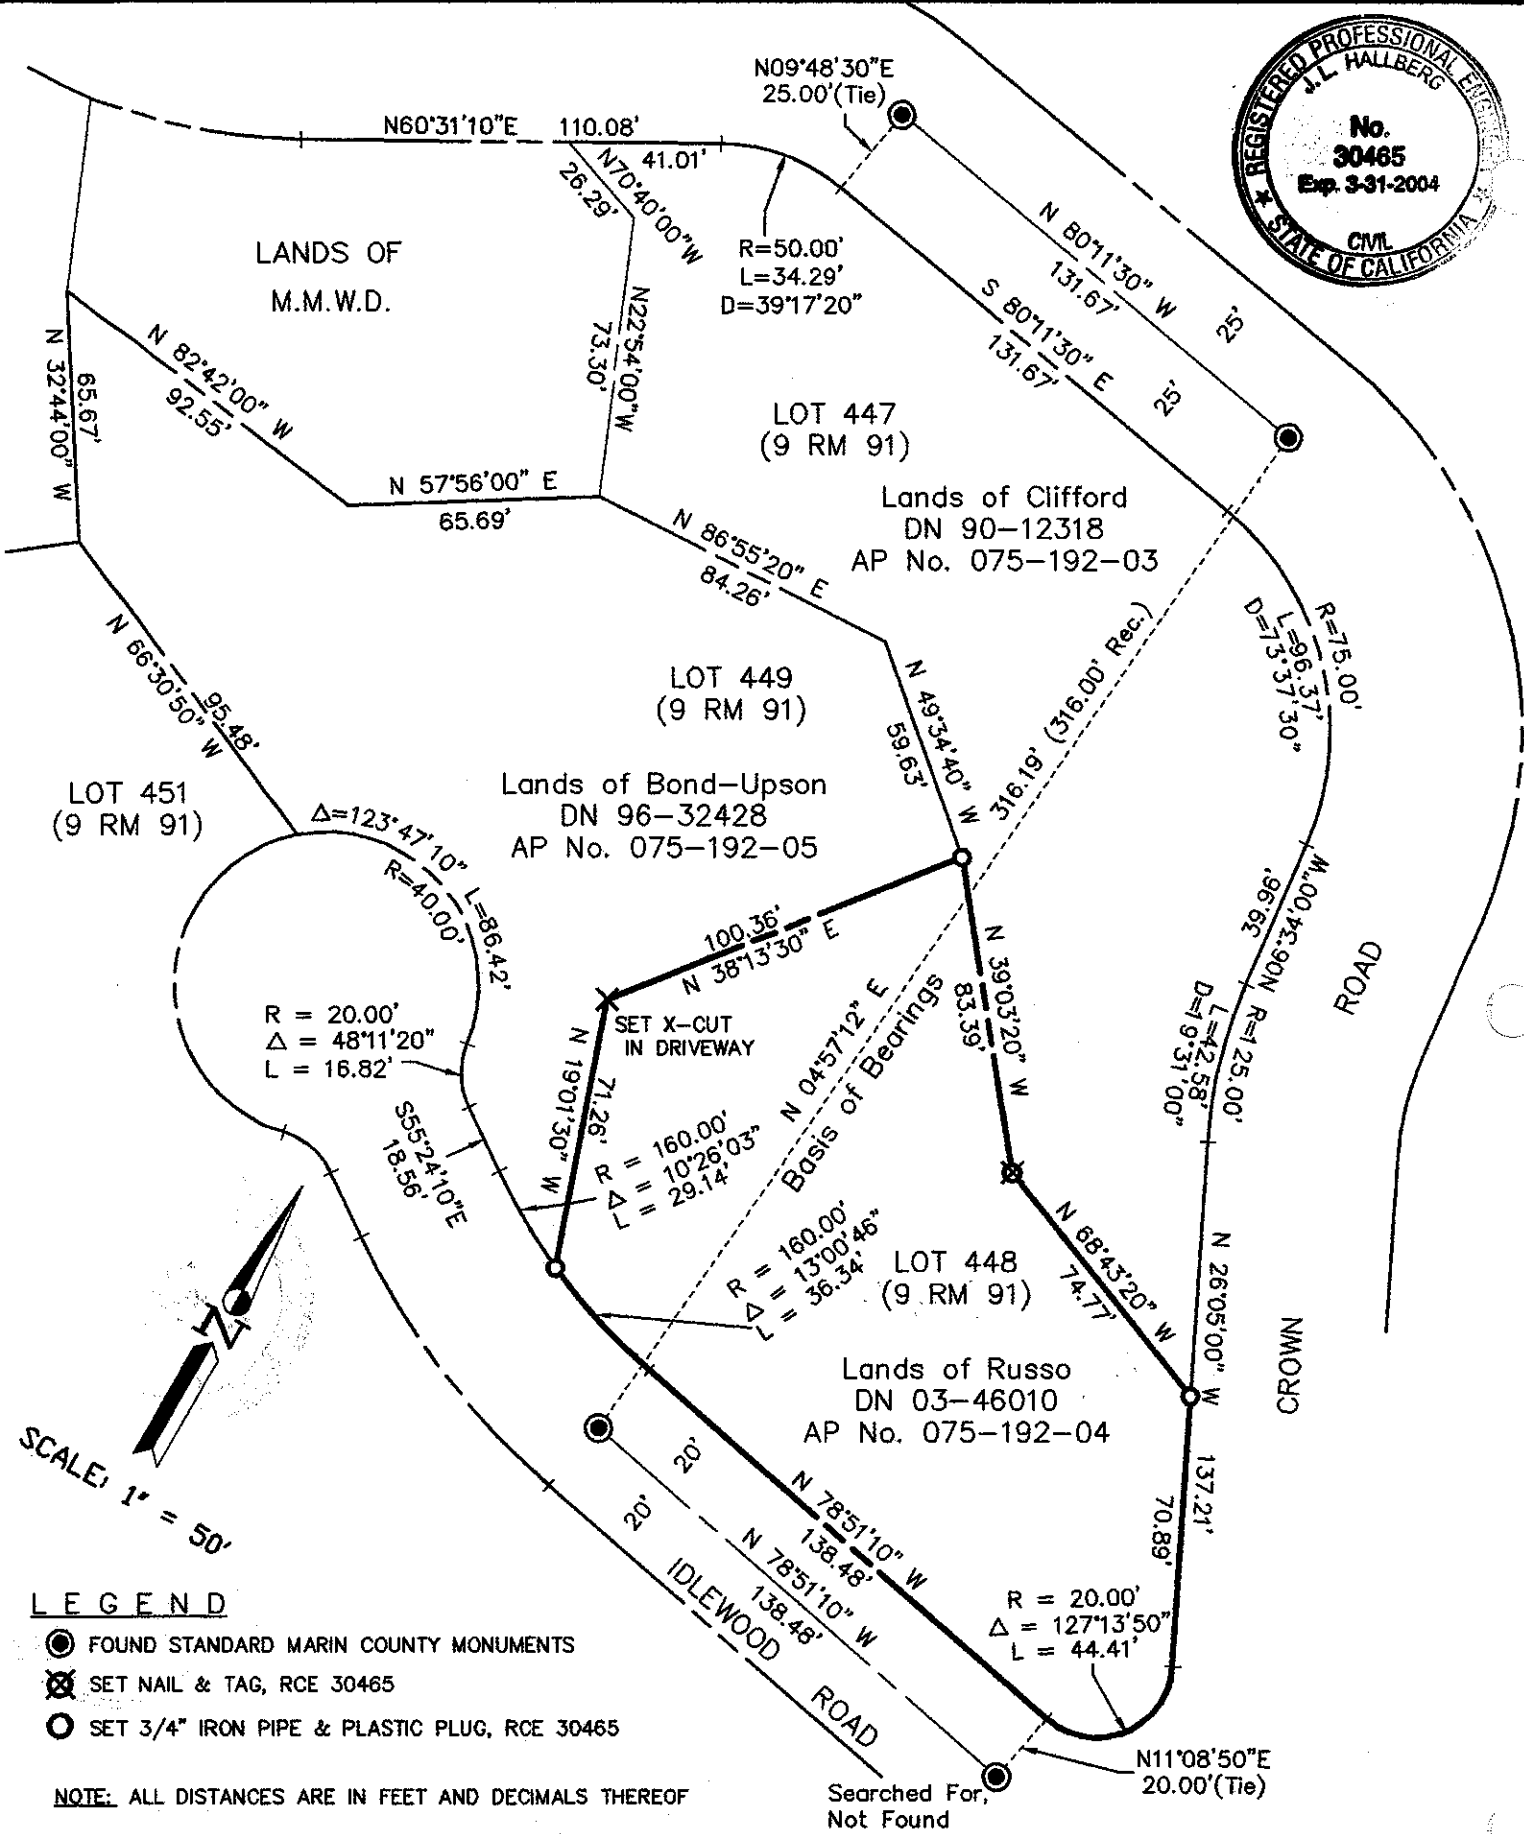 N09°48'30"E
25.00'(Tie)
REGISTERED PROFESSIONAL ENGINEER
J.L. HALLBERG
No.
30465
Exp. 3-31-2004
CIVIL
STATE OF CALIFORNIA
N60°31'10"E 110.08'
41.01'
N70°40'00"W
26.29'
R=50.00'
L=34.29'
D=39°17'20"
N 80°11'30" W
131.67'
25'
S 80°11'30" E
131.67'
25'
LANDS OF
M.M.W.D.
N22°54'00"W
73.30'
N 32°44'00" W
65.67'
N 82°42'00" W
92.55'
N 57°56'00" E
65.69'
LOT 447
(9 RM 91)
Lands of Clifford
DN 90-12318
AP No. 075-192-03
N 86°55'20" E
84.26'
R=75.00'
L=96.37'
D=73°37'30"
N 66°30'50" W
95.48'
LOT 449
(9 RM 91)
N 49°34'40" W
59.63'
316.19' (316.00' Rec.)
LOT 451
(9 RM 91)
Lands of Bond-Upson
DN 96-32428
AP No. 075-192-05
Δ=123°47'10" L=86.42'
R=40.00'
100.36'
N 38°13'30" E
39.96'
N06°34'00"W
ROAD
N 39°03'20" W
83.39'
R=125.00'
L=42.58'
D=19°31'00"
R = 20.00'
Δ = 48°11'20"
L = 16.82'
SET X-CUT
IN DRIVEWAY
N 04°57'12" E
Basis of Bearings
N 19°01'30" W
71.26'
S55°24'10"E
18.56'
R = 160.00'
Δ = 10°26'03"
L = 29.14'
R = 160.00'
Δ = 13°00'46"
L = 36.34'
LOT 448
(9 RM 91)
N 68°43'20" W
74.77'
N 26°05'00" W
137.21'
70.89'
CROWN
Lands of Russo
DN 03-46010
AP No. 075-192-04
N
SCALE: 1" = 50'
20'
20'
N 78°51'10" W
138.48'
N 78°51'10" W
138.48'
IDLEWOOD
ROAD
R = 20.00'
Δ = 127°13'50"
L = 44.41'
N11°08'50"E
20.00'(Tie)
Searched For,
Not Found
LEGEND
FOUND STANDARD MARIN COUNTY MONUMENTS
SET NAIL & TAG, RCE 30465
SET 3/4" IRON PIPE & PLASTIC PLUG, RCE 30465
NOTE: ALL DISTANCES ARE IN FEET AND DECIMALS THEREOF